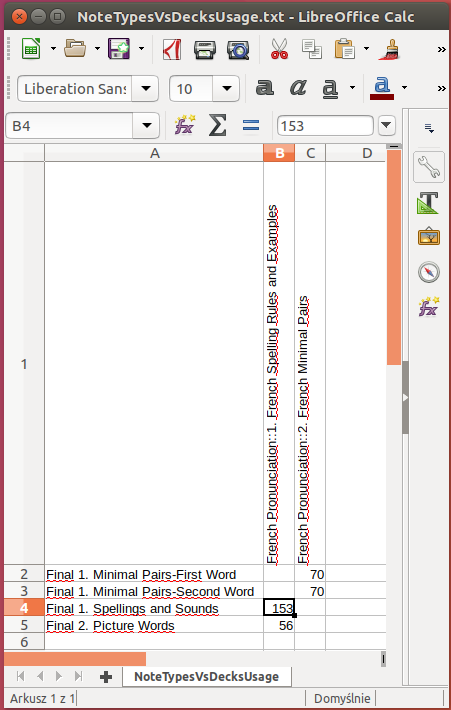 NoteTypesVsDecksUsage.txt - LibreOffice Calc
Liberation Sans 10 a a a a
B4 fx Σ = 153
A B C D
1 French Pronunciation::1. French Spelling Rules and Examples
French Pronunciation::2. French Minimal Pairs
2 Final 1. Minimal Pairs-First Word 70
3 Final 1. Minimal Pairs-Second Word 70
4 Final 1. Spellings and Sounds 153
5 Final 2. Picture Words 56
6
NoteTypesVsDecksUsage
Arkusz 1 z 1 Domyślnie